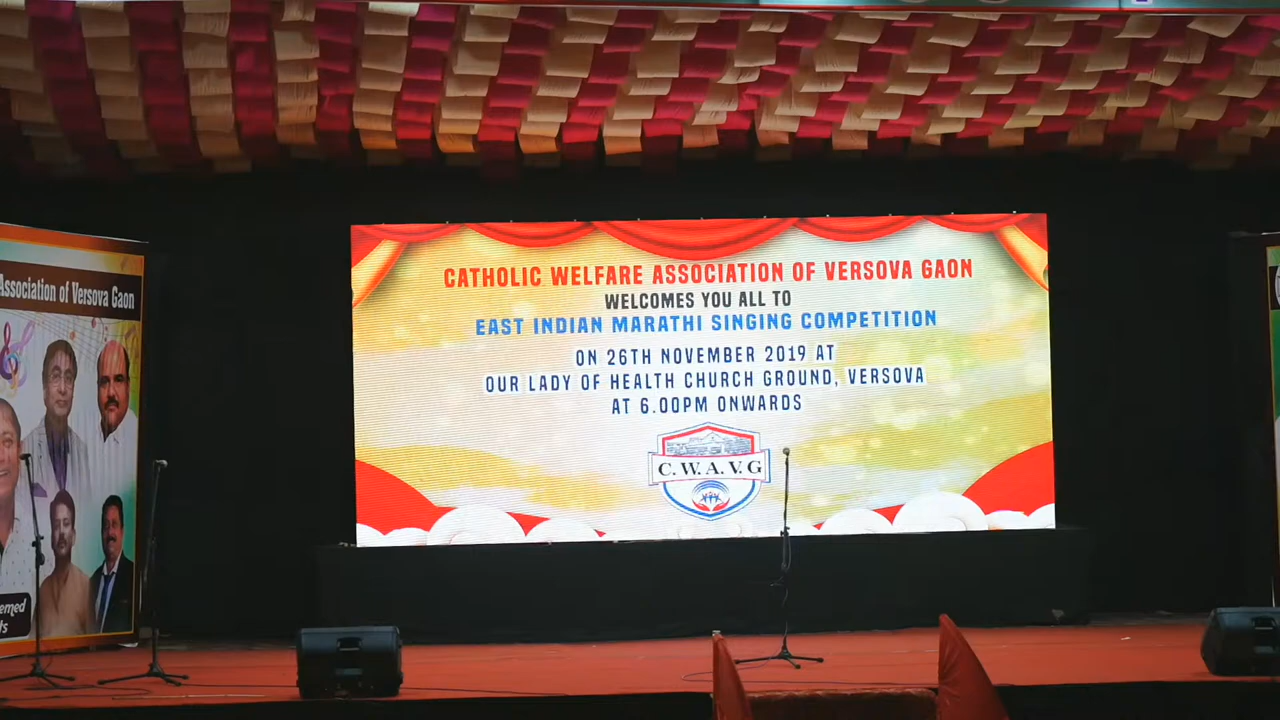 CATHOLIC WELFARE ASSOCIATION OF VERSOVA GAON
WELCOMES YOU ALL TO
EAST INDIAN MARATHI SINGING COMPETITION
ON 26TH NOVEMBER 2019 AT
OUR LADY OF HEALTH CHURCH GROUND, VERSOVA
AT 6.00PM ONWARDS
C.W.A.V.G
Association of Versova Gaon